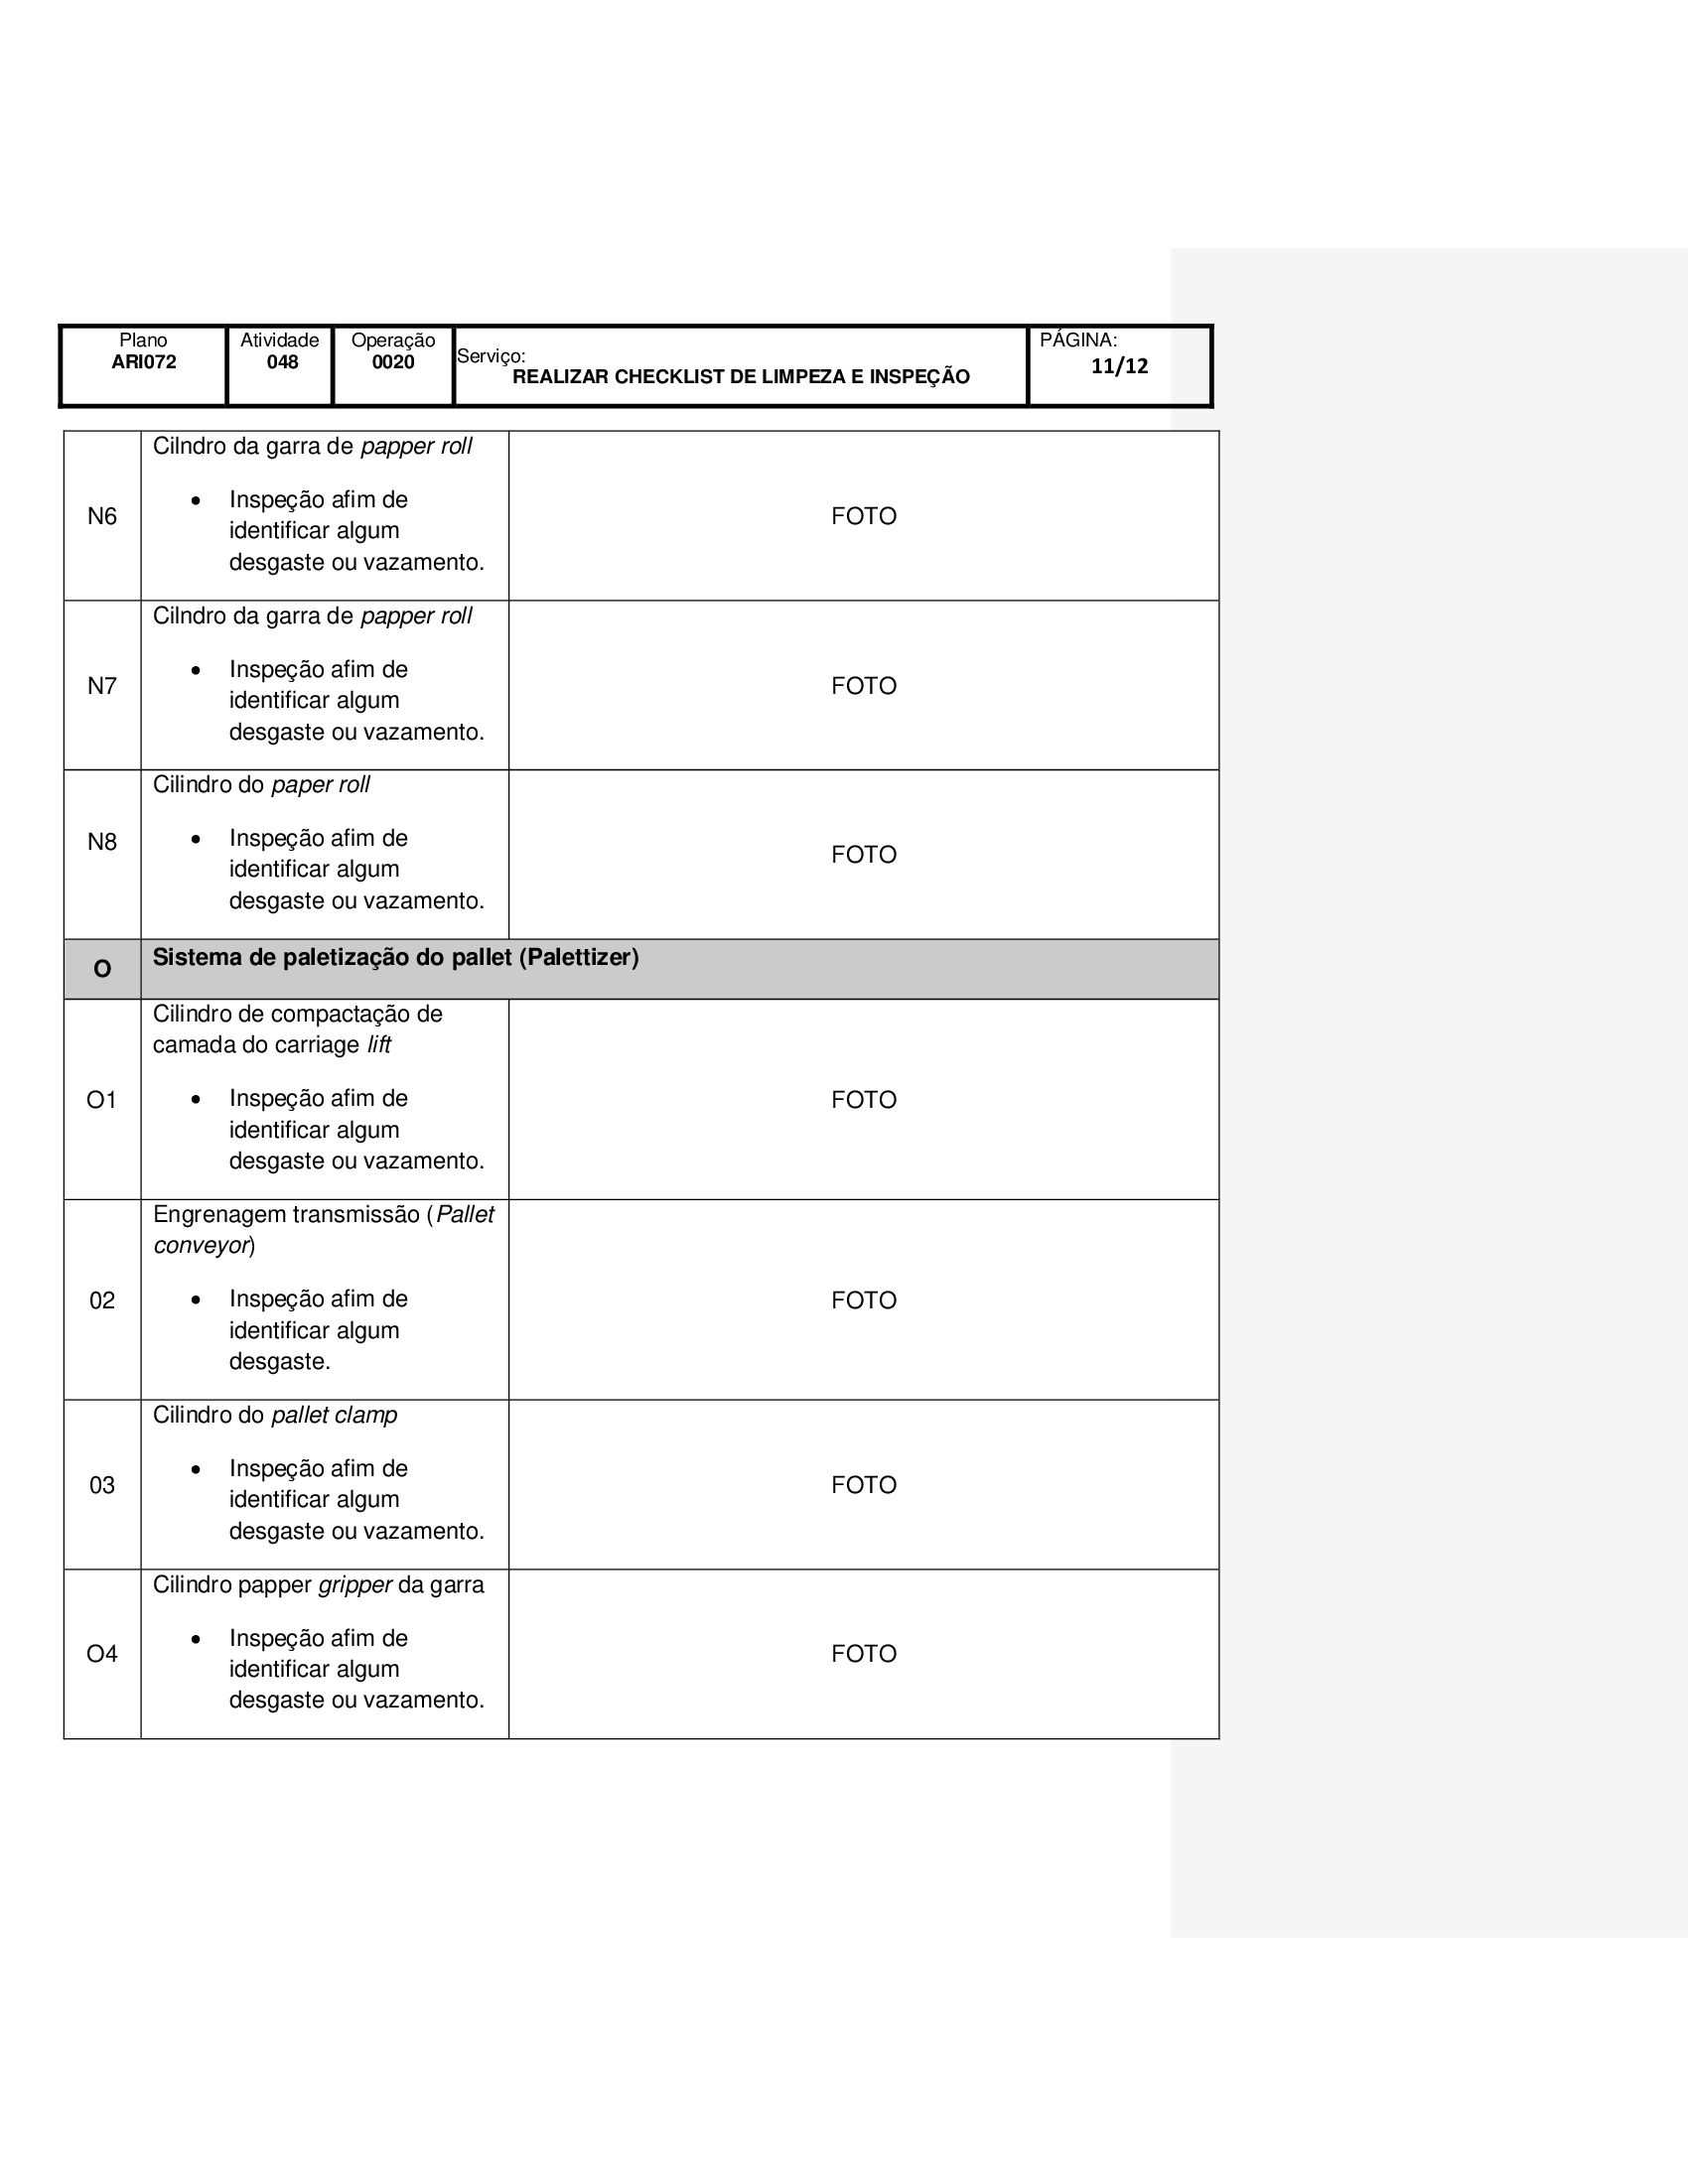 Plano
ARI072
Atividade
048
Operação
0020
Serviço:
REALIZAR CHECKLIST DE LIMPEZA E INSPEÇÃO
PÁGINA:
11/12
N6
Cilndro da garra de papper roll
• Inspeção afim de
identificar algum
desgaste ou vazamento.
FOTO
N7
Cilndro da garra de papper roll
• Inspeção afim de
identificar algum
desgaste ou vazamento.
FOTO
N8
Cilindro do paper roll
• Inspeção afim de
identificar algum
desgaste ou vazamento.
FOTO
O
Sistema de paletização do pallet (Palettizer)
O1
Cilindro de compactação de
camada do carriage lift
• Inspeção afim de
identificar algum
desgaste ou vazamento.
FOTO
02
Engrenagem transmissão (Pallet
conveyor)
• Inspeção afim de
identificar algum
desgaste.
FOTO
03
Cilindro do pallet clamp
• Inspeção afim de
identificar algum
desgaste ou vazamento.
FOTO
O4
Cilindro papper gripper da garra
• Inspeção afim de
identificar algum
desgaste ou vazamento.
FOTO